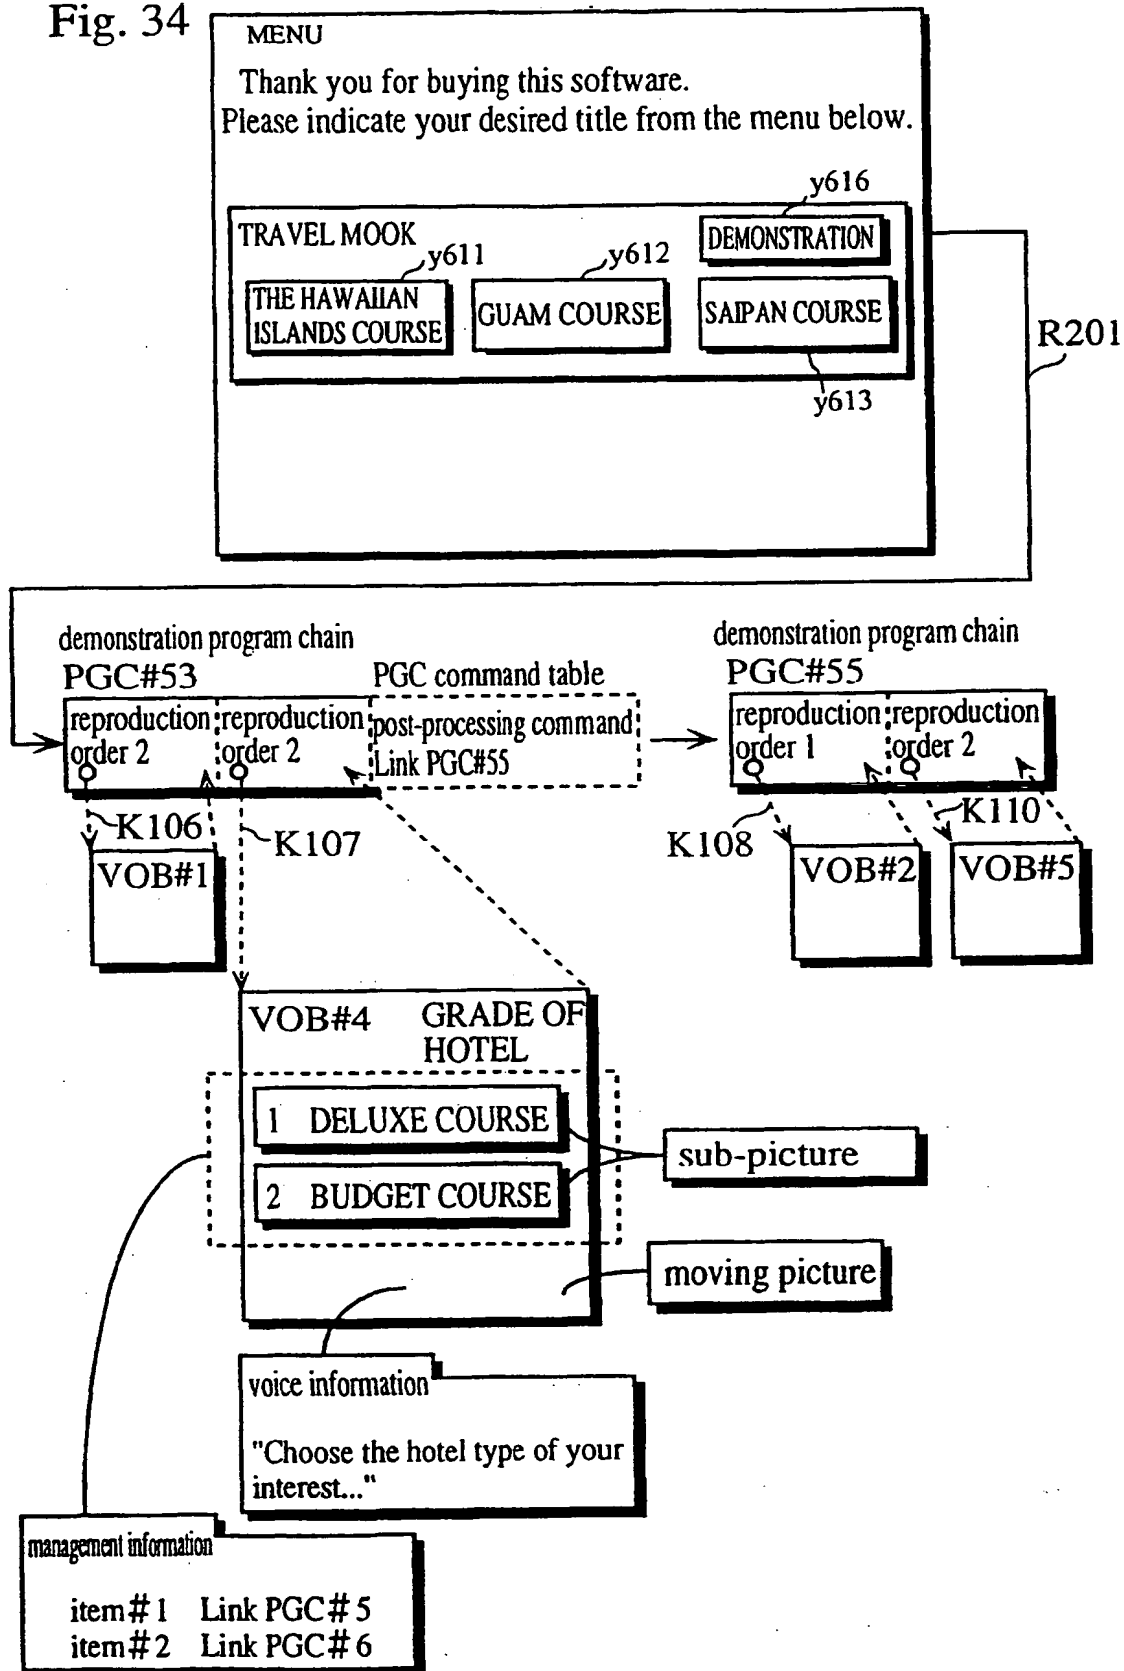 Fig. 34
MENU
Thank you for buying this software.
Please indicate your desired title from the menu below.
y616
TRAVEL MOOK
DEMONSTRATION
y611
y612
THE HAWAIIAN
ISLANDS COURSE
GUAM COURSE
SAIPAN COURSE
y613
R201
demonstration program chain
PGC#53
PGC command table
reproduction
order 2
reproduction
order 2
post-processing command
Link PGC#55
demonstration program chain
PGC#55
reproduction
order 1
reproduction
order 2
K106
K107
K108
K110
VOB#1
VOB#2
VOB#5
VOB#4
GRADE OF
HOTEL
1 DELUXE COURSE
2 BUDGET COURSE
sub-picture
moving picture
voice information
"Choose the hotel type of your
interest..."
management information
item#1 Link PGC#5
item#2 Link PGC#6